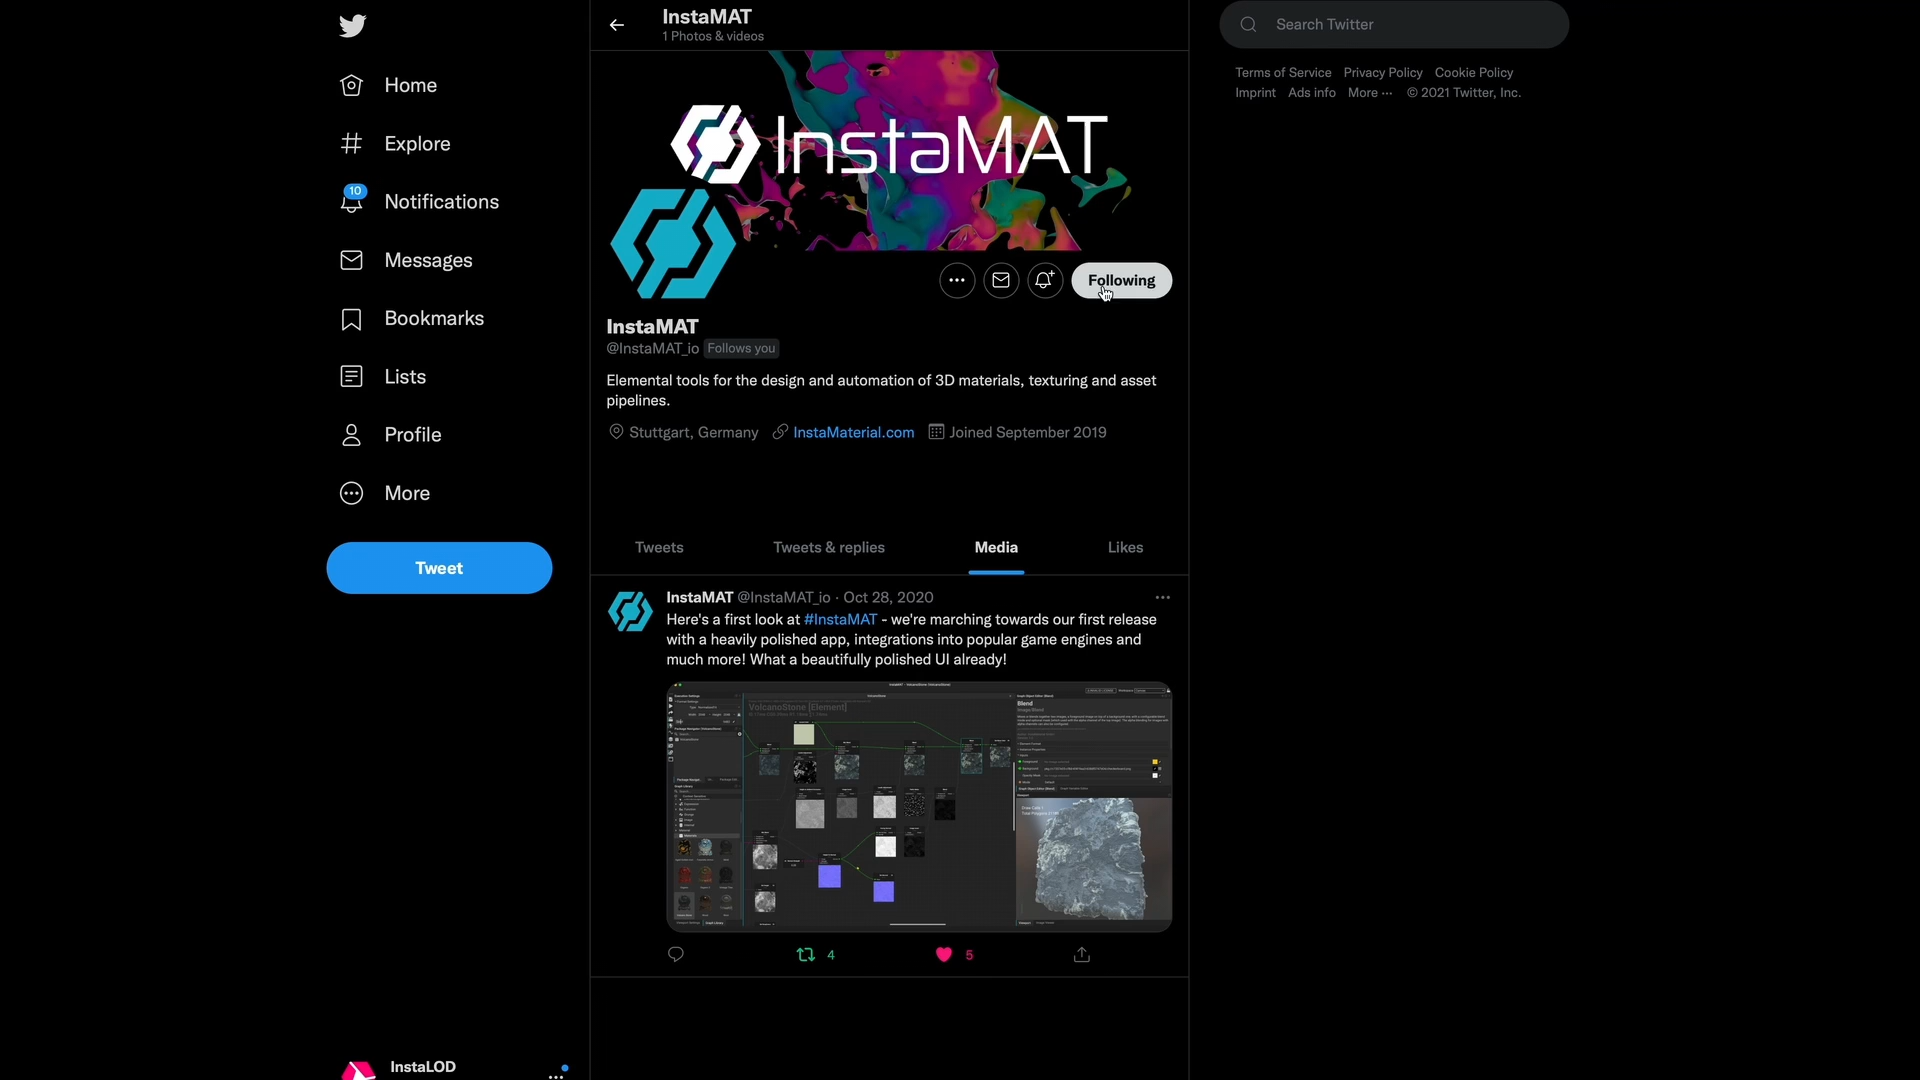 InstaMAT
1 Photos & videos
Search Twitter
Terms of Service Privacy Policy Cookie Policy
Imprint Ads info More ··· © 2021 Twitter, Inc.
Home
Explore
10
Notifications
Messages
Bookmarks
Lists
Profile
More
Tweet
InstaLOD
InstaMAT
Following
InstaMAT
@InstaMAT_io Follows you
Elemental tools for the design and automation of 3D materials, texturing and asset
pipelines.
Stuttgart, Germany InstaMaterial.com Joined September 2019
Tweets Tweets & replies Media Likes
InstaMAT @InstaMAT_io · Oct 28, 2020
Here's a first look at #InstaMAT - we're marching towards our first release
with a heavily polished app, integrations into popular game engines and
much more! What a beautifully polished UI already!
VolcanoStone [Element]
Blend
4 5